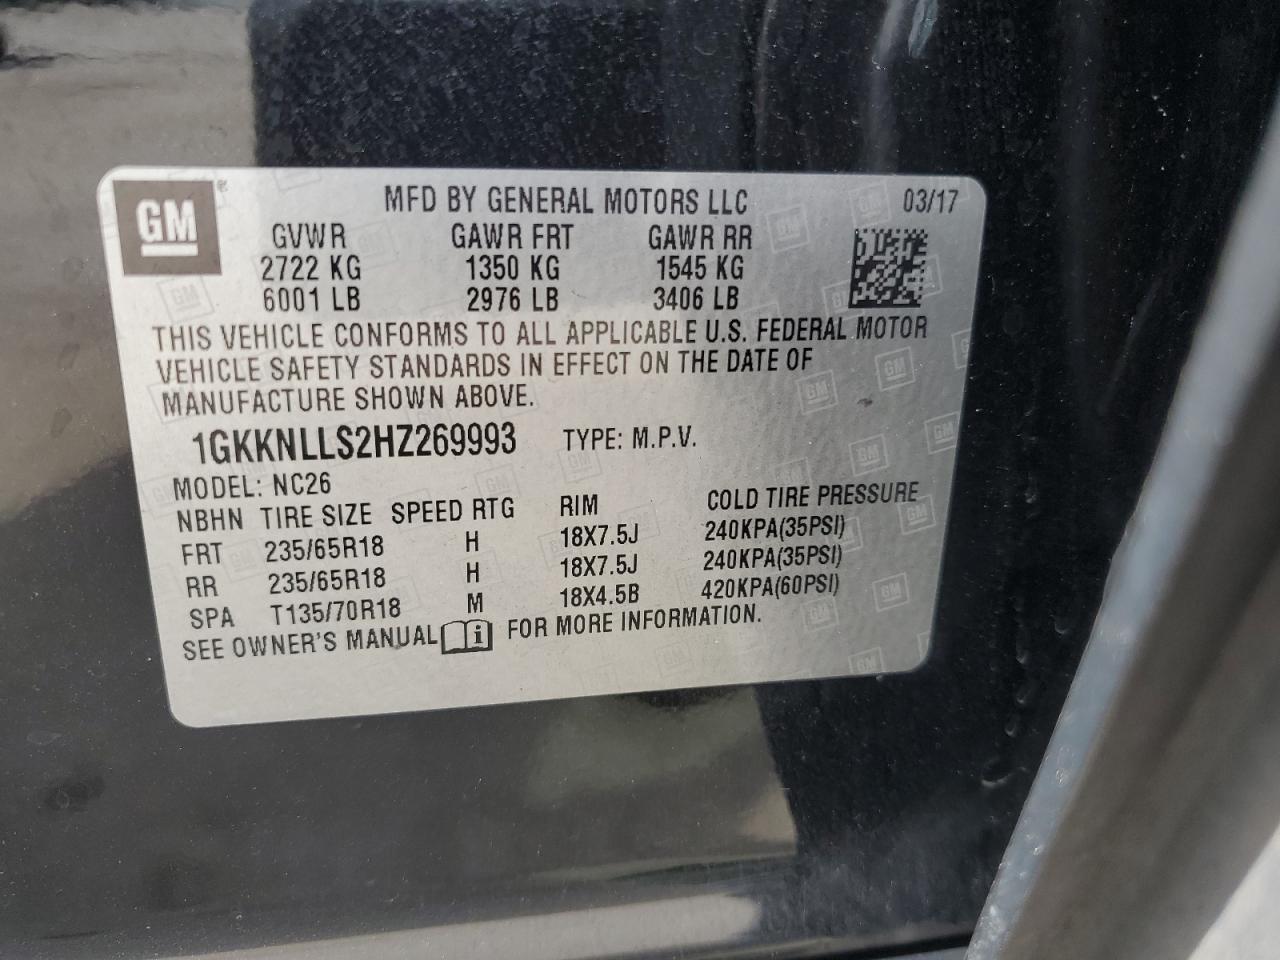 GM® MFD BY GENERAL MOTORS LLC 03/17
GVWR GAWR FRT GAWR RR
2722 KG 1350 KG 1545 KG
6001 LB 2976 LB 3406 LB
THIS VEHICLE CONFORMS TO ALL APPLICABLE U.S. FEDERAL MOTOR
VEHICLE SAFETY STANDARDS IN EFFECT ON THE DATE OF
MANUFACTURE SHOWN ABOVE.
1GKKNLLS2HZ269993 TYPE: M.P.V.
MODEL: NC26
NBHN TIRE SIZE SPEED RTG RIM COLD TIRE PRESSURE
FRT 235/65R18 H 18X7.5J 240KPA(35PSI)
RR 235/65R18 H 18X7.5J 240KPA(35PSI)
SPA T135/70R18 M 18X4.5B 420KPA(60PSI)
SEE OWNER'S MANUAL i FOR MORE INFORMATION.